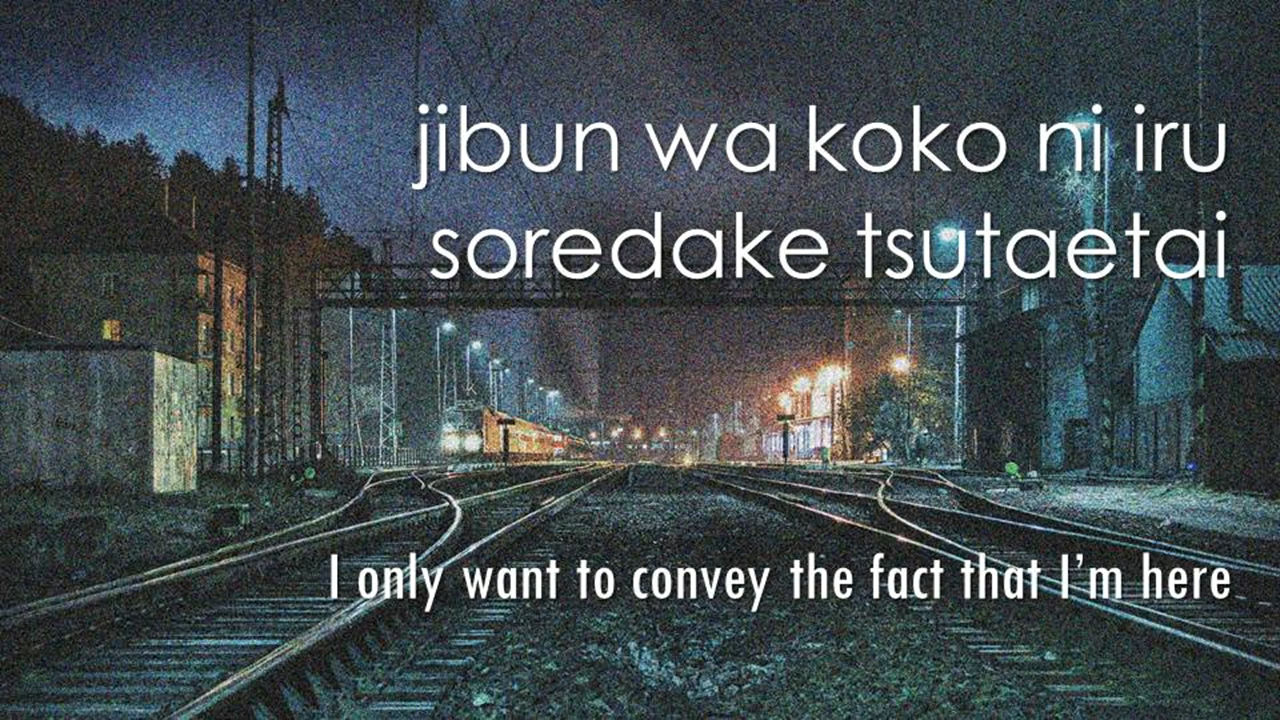 jibun wa koko ni iru
soredake tsutaetai
I only want to convey the fact that I’m here